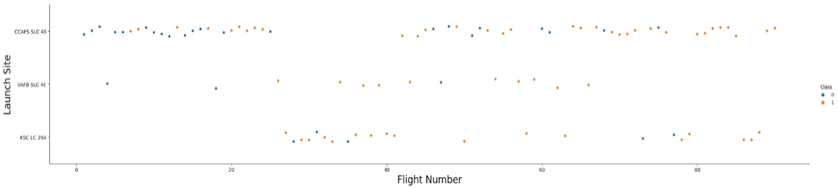 CCAFS SLC 40
VAFB SLC 4E
KSC LC 39A
Launch Site
0 20 40 60 80
Flight Number
Class
0
1